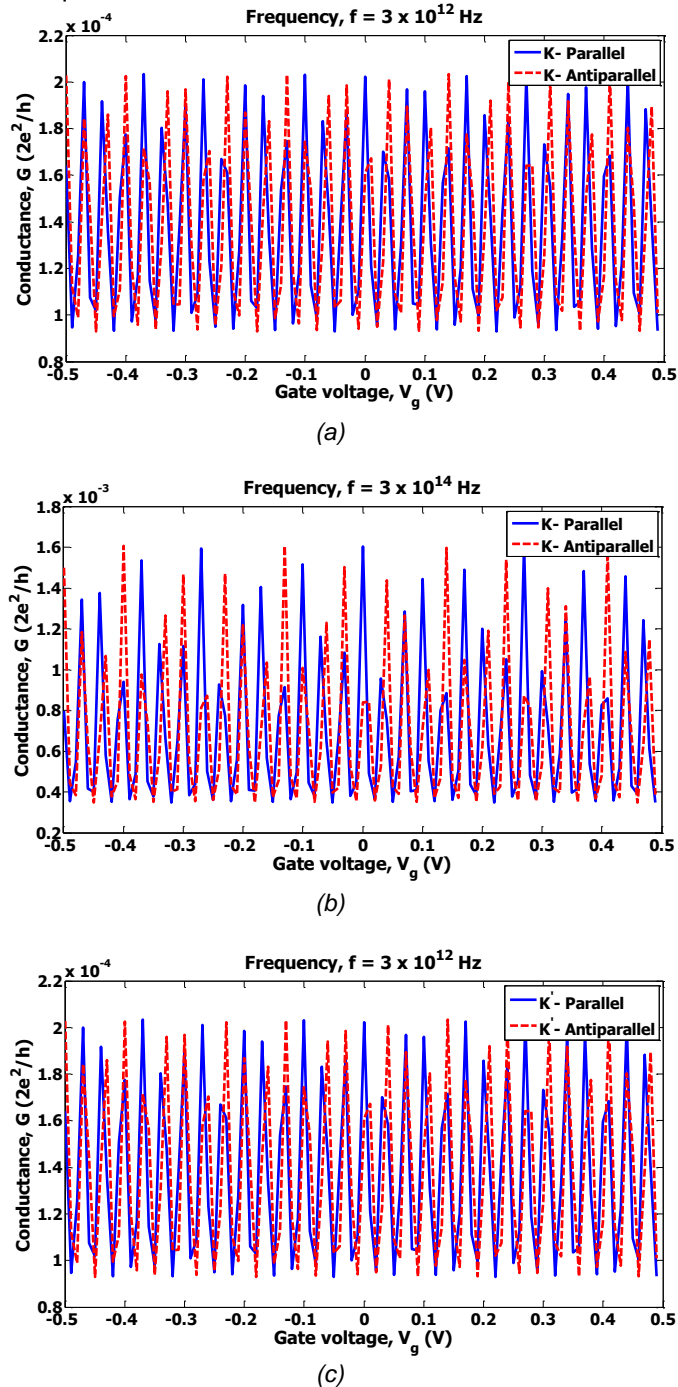 Frequency, f = 3 x 10^12 Hz
x 10^-4
2.2
2
1.8
1.6
1.4
1.2
1
0.8
Conductance, G (2e^2/h)
K- Parallel
K- Antiparallel
-0.5 -0.4 -0.3 -0.2 -0.1 0 0.1 0.2 0.3 0.4 0.5
Gate voltage, V_g (V)
(a)
Frequency, f = 3 x 10^14 Hz
x 10^-3
1.8
1.6
1.4
1.2
1
0.8
0.6
0.4
0.2
Conductance, G (2e^2/h)
K- Parallel
K- Antiparallel
-0.5 -0.4 -0.3 -0.2 -0.1 0 0.1 0.2 0.3 0.4 0.5
Gate voltage, V_g (V)
(b)
Frequency, f = 3 x 10^12 Hz
x 10^-4
2.2
2
1.8
1.6
1.4
1.2
1
0.8
Conductance, G (2e^2/h)
K'- Parallel
K'- Antiparallel
-0.5 -0.4 -0.3 -0.2 -0.1 0 0.1 0.2 0.3 0.4 0.5
Gate voltage, V_g (V)
(c)